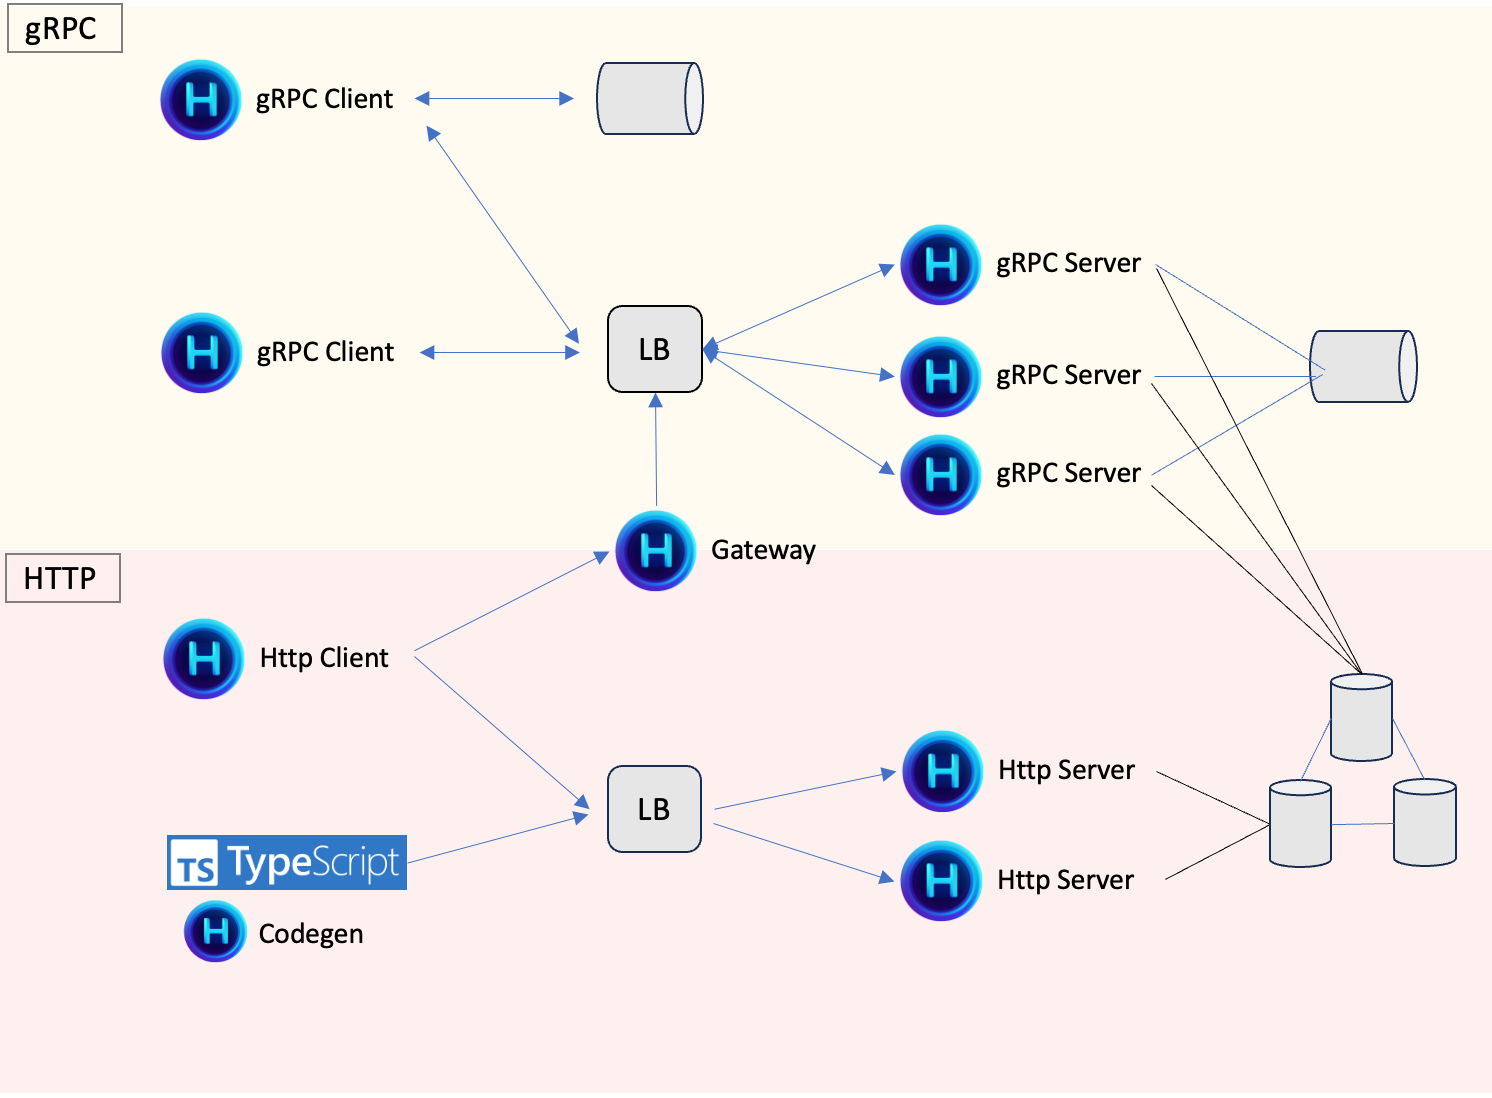 gRPC
H gRPC Client
H gRPC Client
LB
H gRPC Server
H gRPC Server
H gRPC Server
H Gateway
HTTP
H Http Client
LB
H Http Server
H Http Server
TS TypeScript
H Codegen